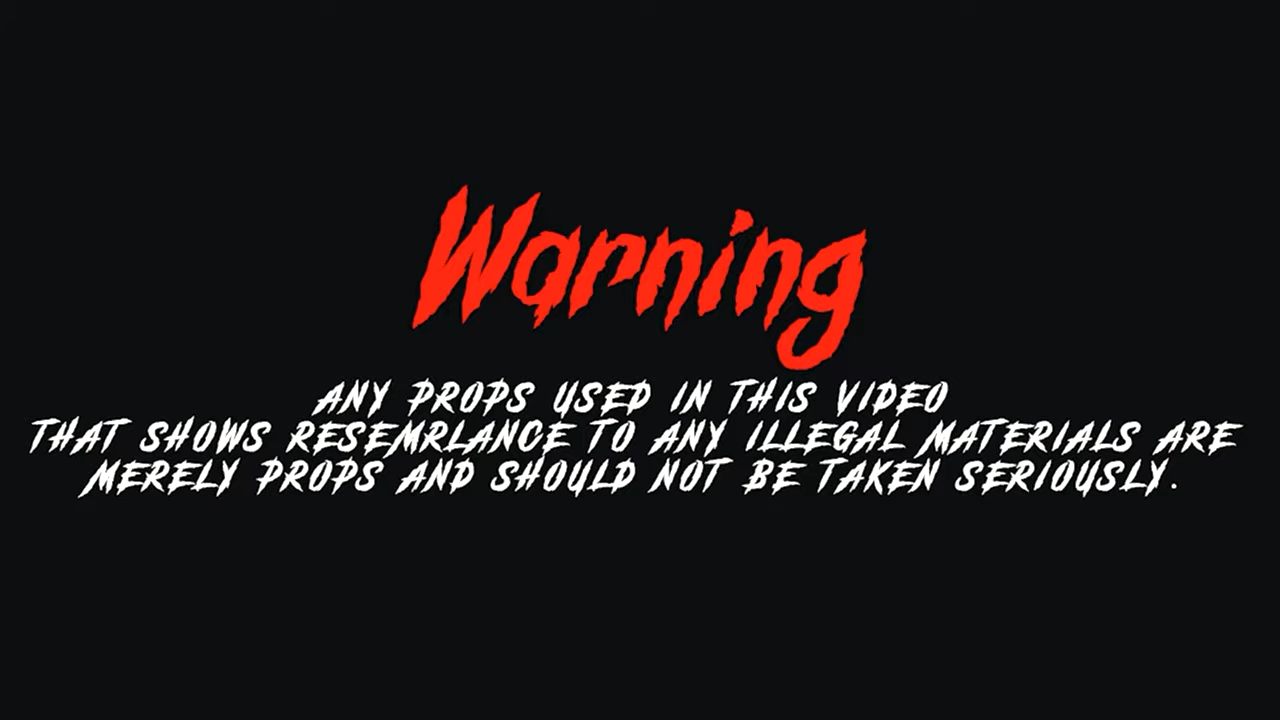 Warning
ANY PROPS USED IN THIS VIDEO
THAT SHOWS RESEMRLANCE TO ANY ILLEGAL MATERIALS ARE
MERELY PROPS AND SHOULD NOT BE TAKEN SERIOUSLY.